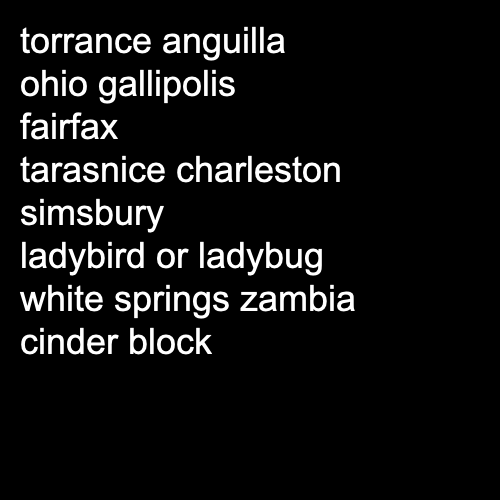 torrance anguilla
ohio gallipolis
fairfax
tarasnice charleston
simsbury
ladybird or ladybug
white springs zambia
cinder block